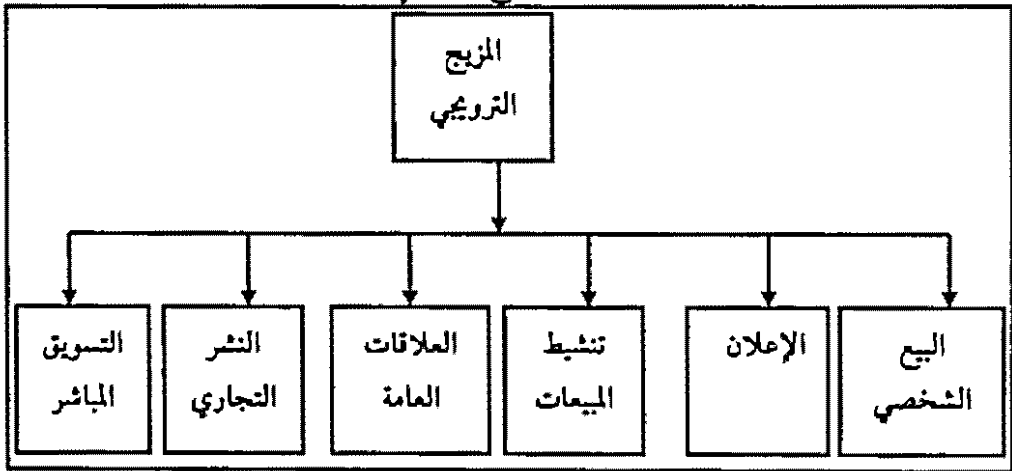 المزيج
الترويجي
البيع
الشخصي
الإعلان
تنشيط
المبيعات
العلاقات
العامة
النشر
التجاري
التسويق
المباشر